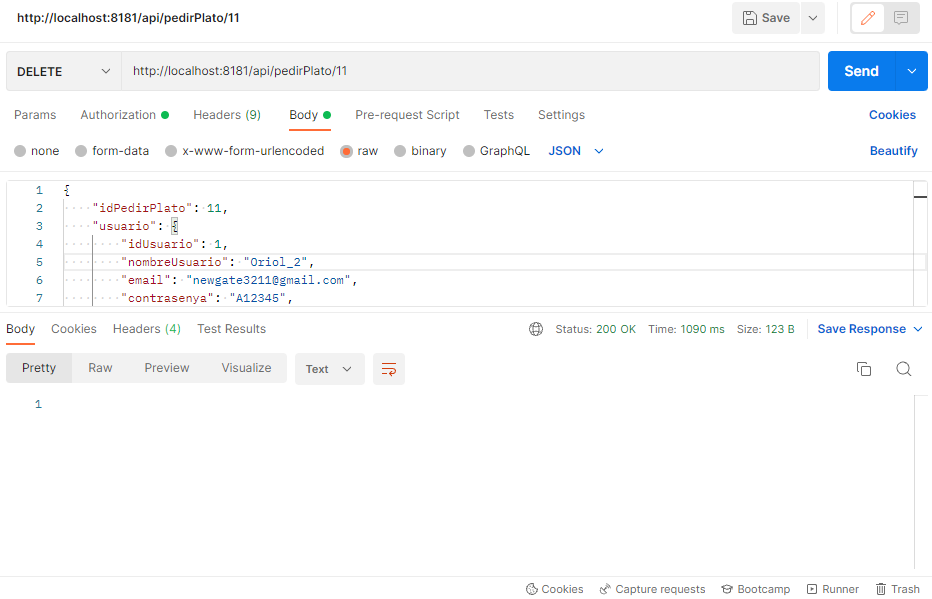 http://localhost:8181/api/pedirPlato/11 Save
DELETE http://localhost:8181/api/pedirPlato/11 Send
Params Authorization Headers (9) Body Pre-request Script Tests Settings Cookies
none form-data x-www-form-urlencoded raw binary GraphQL JSON Beautify
1 {
2 "idPedirPlato": 11,
3 "usuario": {
4 "idUsuario": 1,
5 "nombreUsuario": "Oriol_2",
6 "email": "newgate3211@gmail.com",
7 "contrasenya": "A12345",
Body Cookies Headers (4) Test Results Status: 200 OK Time: 1090 ms Size: 123 B Save Response
Pretty Raw Preview Visualize Text
1
Cookies Capture requests Bootcamp Runner Trash